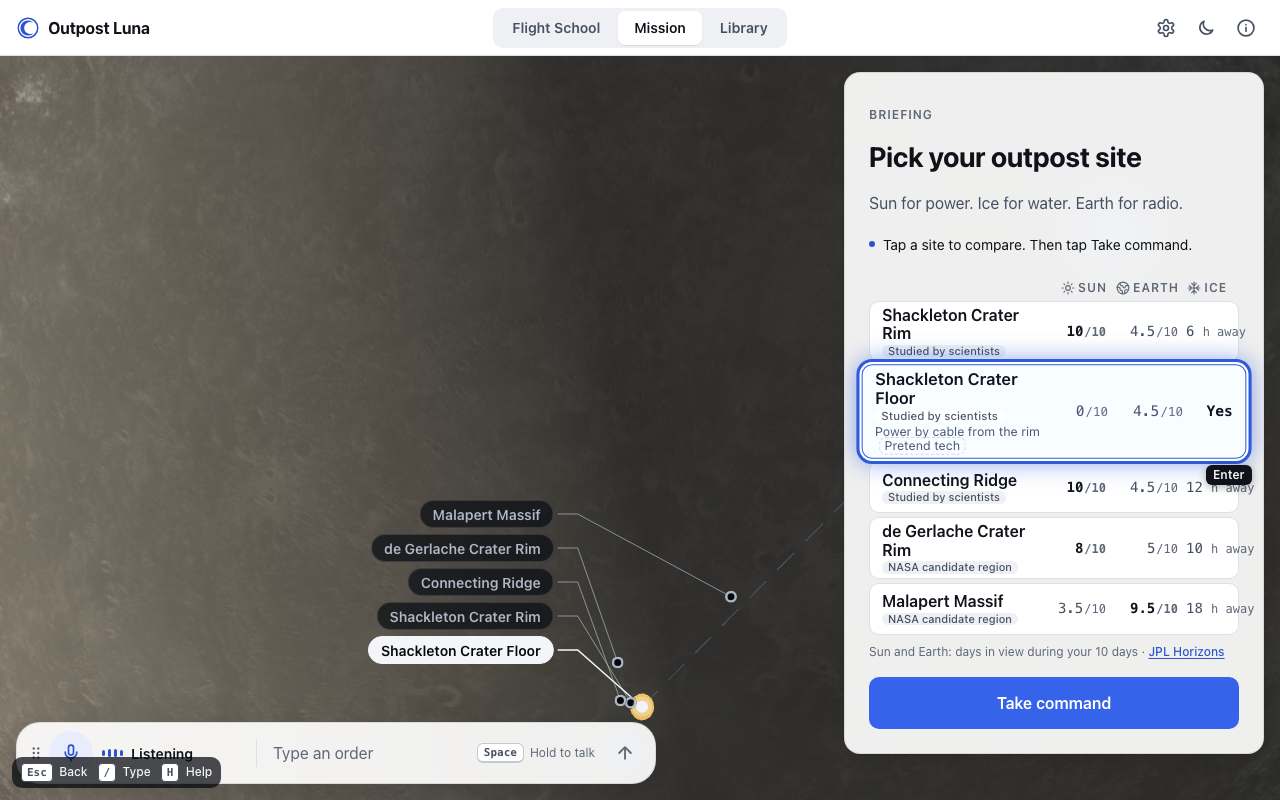 Outpost Luna
Flight School
Mission
Library
BRIEFING
Pick your outpost site
Sun for power. Ice for water. Earth for radio.
Tap a site to compare. Then tap Take command.
SUN EARTH ICE
Shackleton Crater
Rim
Studied by scientists
10/10 4.5/10 6 h away
Shackleton Crater
Floor
Studied by scientists
Power by cable from the rim
Pretend tech
0/10 4.5/10 Yes
Enter
Connecting Ridge
Studied by scientists
10/10 4.5/10 12 h away
de Gerlache Crater
Rim
NASA candidate region
8/10 5/10 10 h away
Malapert Massif
NASA candidate region
3.5/10 9.5/10 18 h away
Sun and Earth: days in view during your 10 days · JPL Horizons
Take command
Malapert Massif
de Gerlache Crater Rim
Connecting Ridge
Shackleton Crater Rim
Shackleton Crater Floor
Listening
Type an order
Space Hold to talk
Esc Back / Type H Help